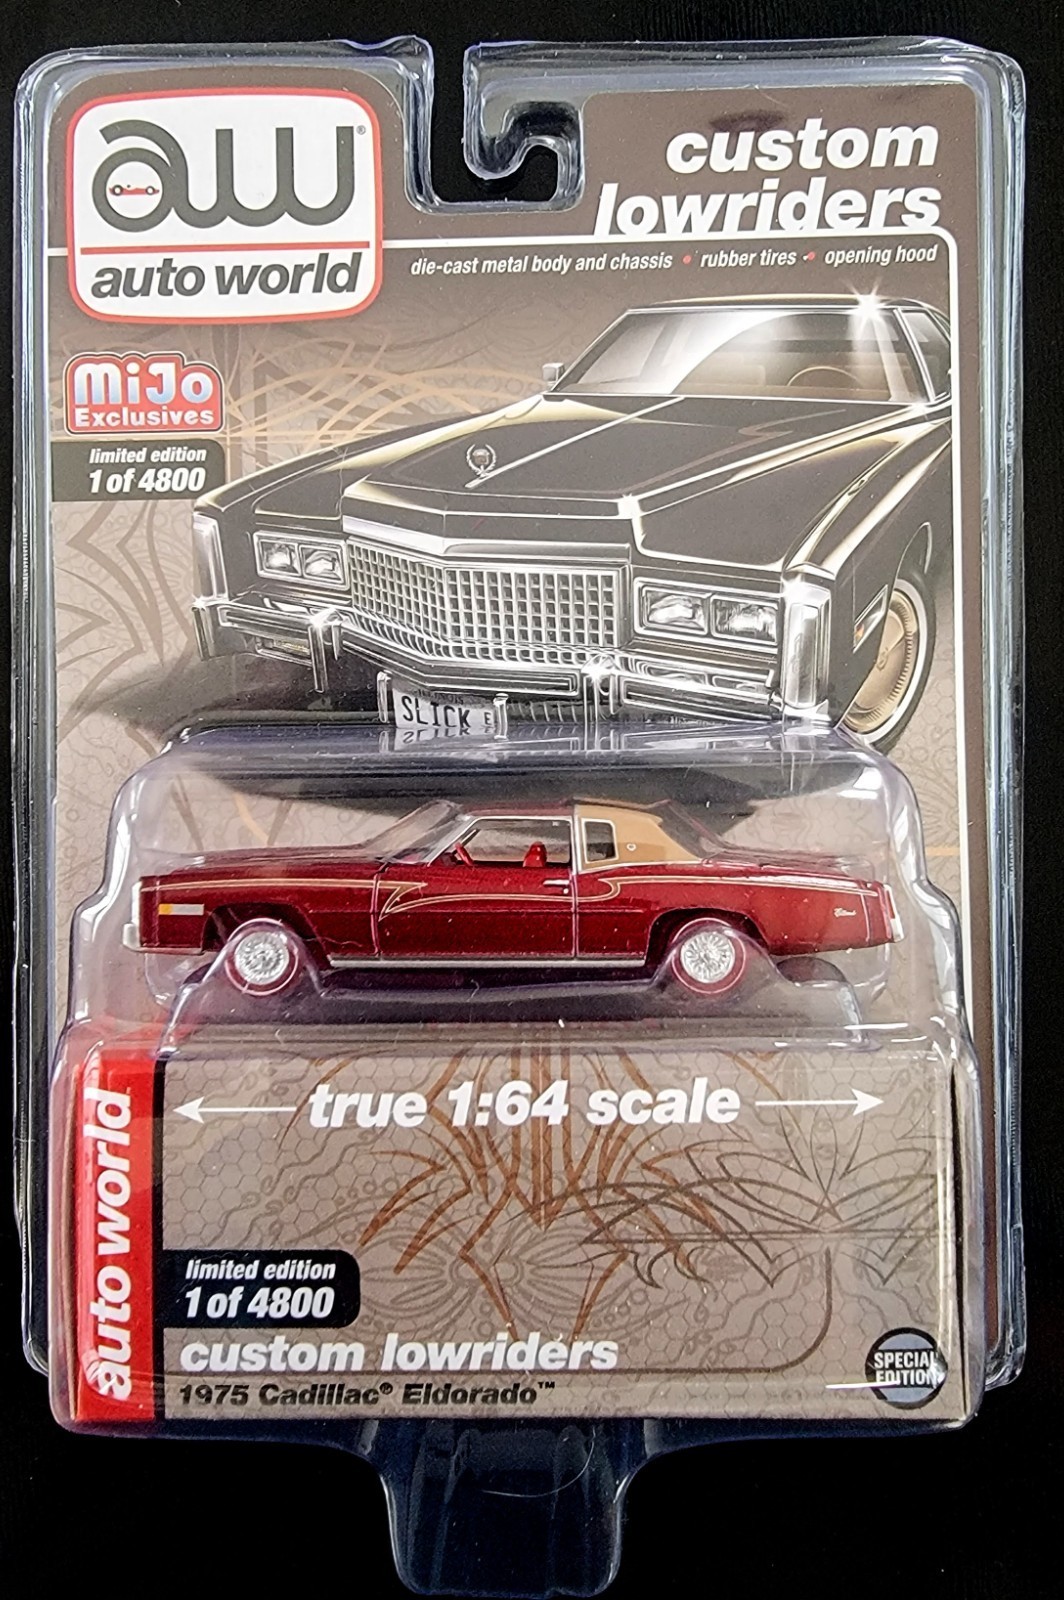 aw®
auto world
custom
lowriders
die-cast metal body and chassis • rubber tires • opening hood
MiJo
Exclusives
limited edition
1 of 4800
SLICK E
true 1:64 scale
auto world
limited edition
1 of 4800
custom lowriders
1975 Cadillac® Eldorado™
SPECIAL
EDITION